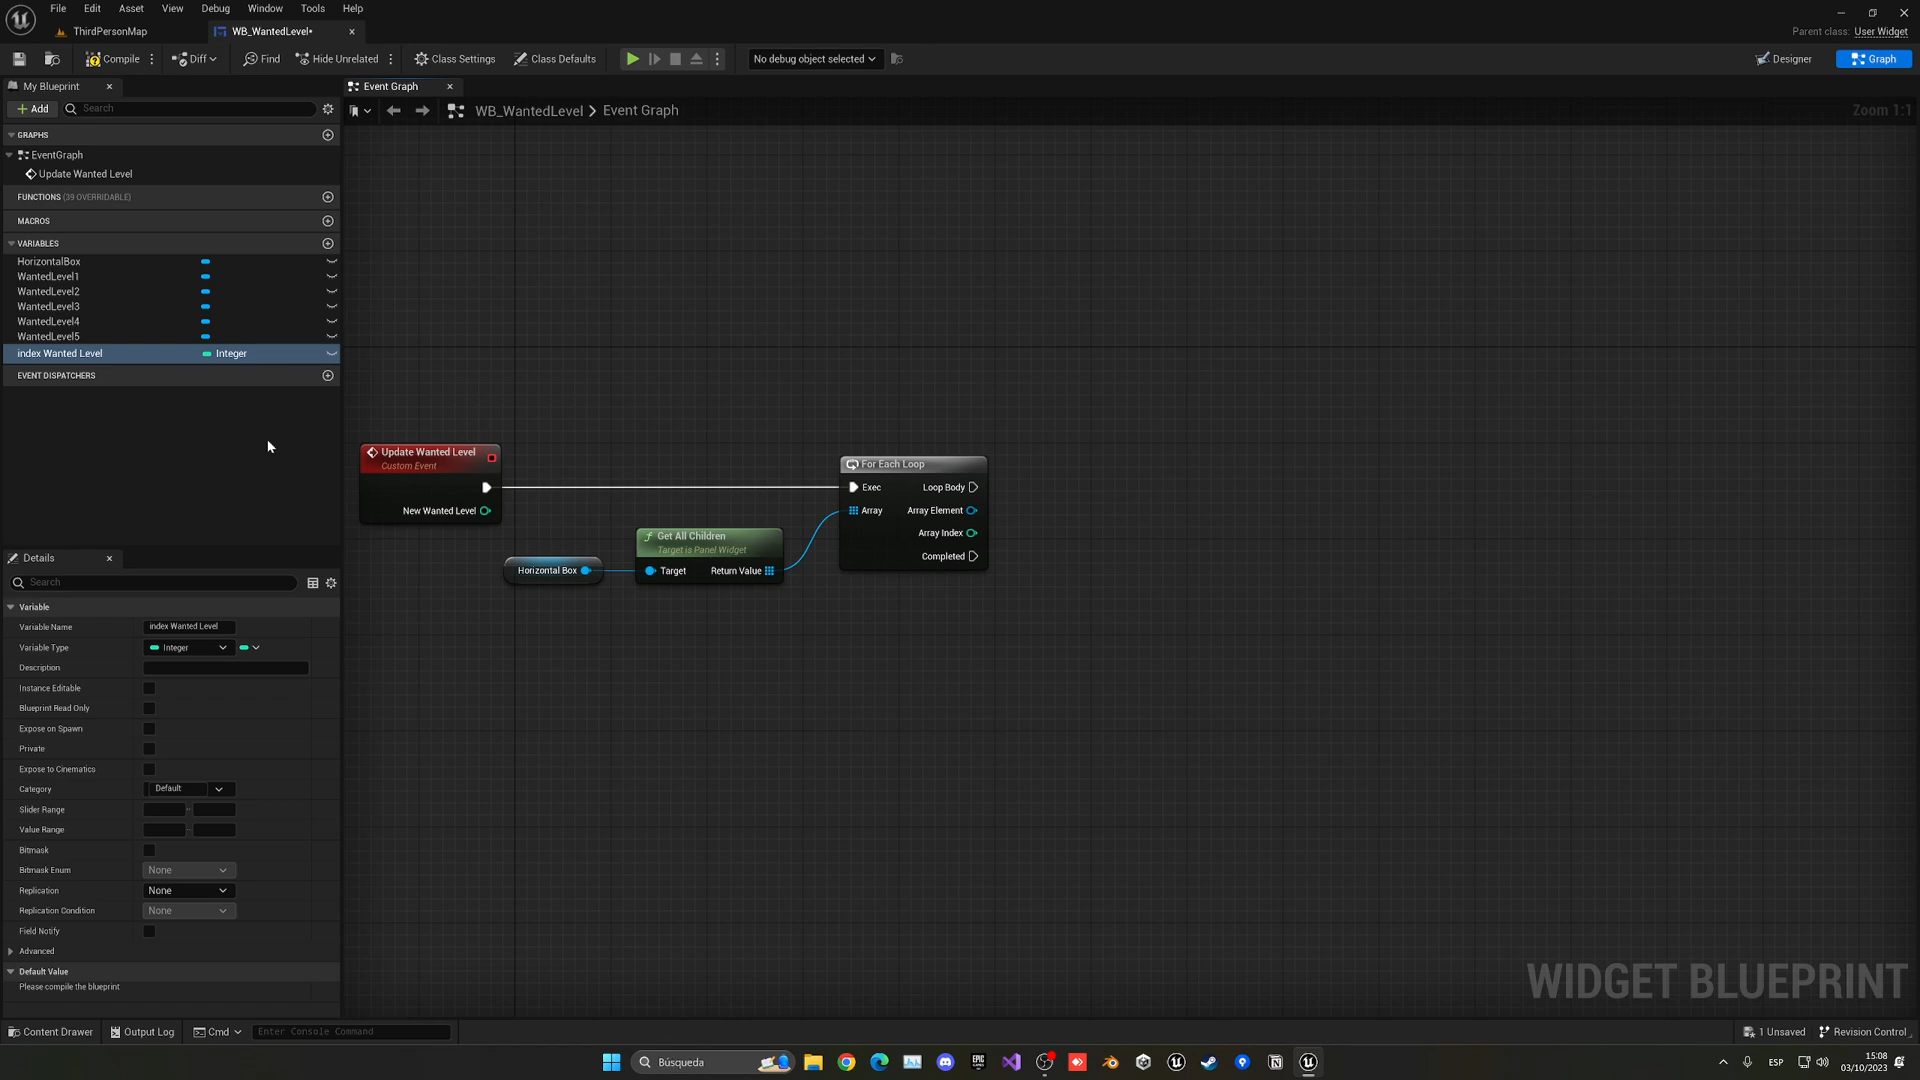 File Edit Asset View Debug Window Tools Help
ThirdPersonMap WB_WantedLevel*
Parent class: User Widget
Compile Diff Find Hide Unrelated Class Settings Class Defaults No debug object selected Designer Graph
My Blueprint Event Graph
Add Search
WB_WantedLevel > Event Graph Zoom 1:1
GRAPHS
EventGraph
Update Wanted Level
FUNCTIONS (39 OVERRIDABLE)
MACROS
VARIABLES
HorizontalBox
WantedLevel1
WantedLevel2
WantedLevel3
WantedLevel4
WantedLevel5
index Wanted Level Integer
EVENT DISPATCHERS
Update Wanted Level
Custom Event
New Wanted Level
Horizontal Box
Get All Children
Target is Panel Widget
Target Return Value
For Each Loop
Exec Loop Body
Array Array Element
Array Index
Completed
Details
Search
Variable
Variable Name index Wanted Level
Variable Type Integer
Description
Instance Editable
Blueprint Read Only
Expose on Spawn
Private
Expose to Cinematics
Category Default
Slider Range
Value Range
Bitmask
Bitmask Enum None
Replication None
Replication Condition None
Field Notify
Advanced
Default Value
Please compile the blueprint
WIDGET BLUEPRINT
Content Drawer Output Log Cmd Enter Console Command 1 Unsaved Revision Control
Búsqueda
EPIC GAMES
ESP
15:08
03/10/2023